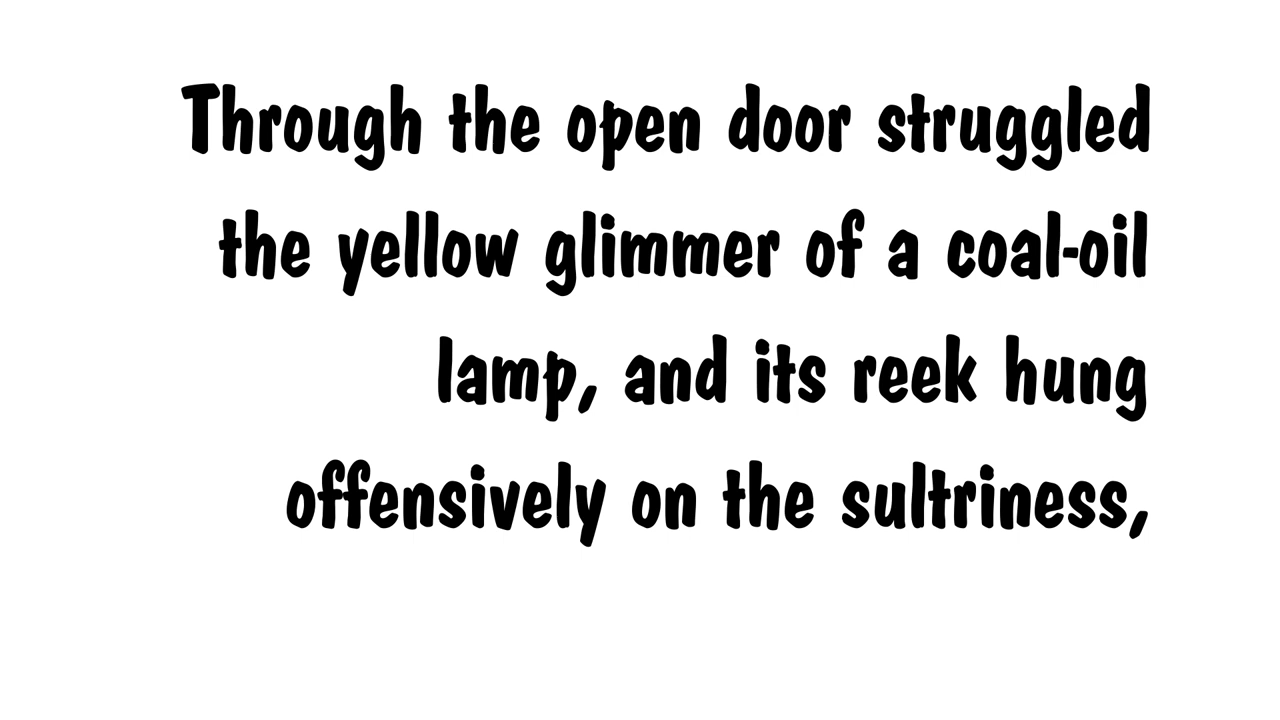 Through the open door struggled
the yellow glimmer of a coal-oil
lamp, and its reek hung
offensively on the sultriness,